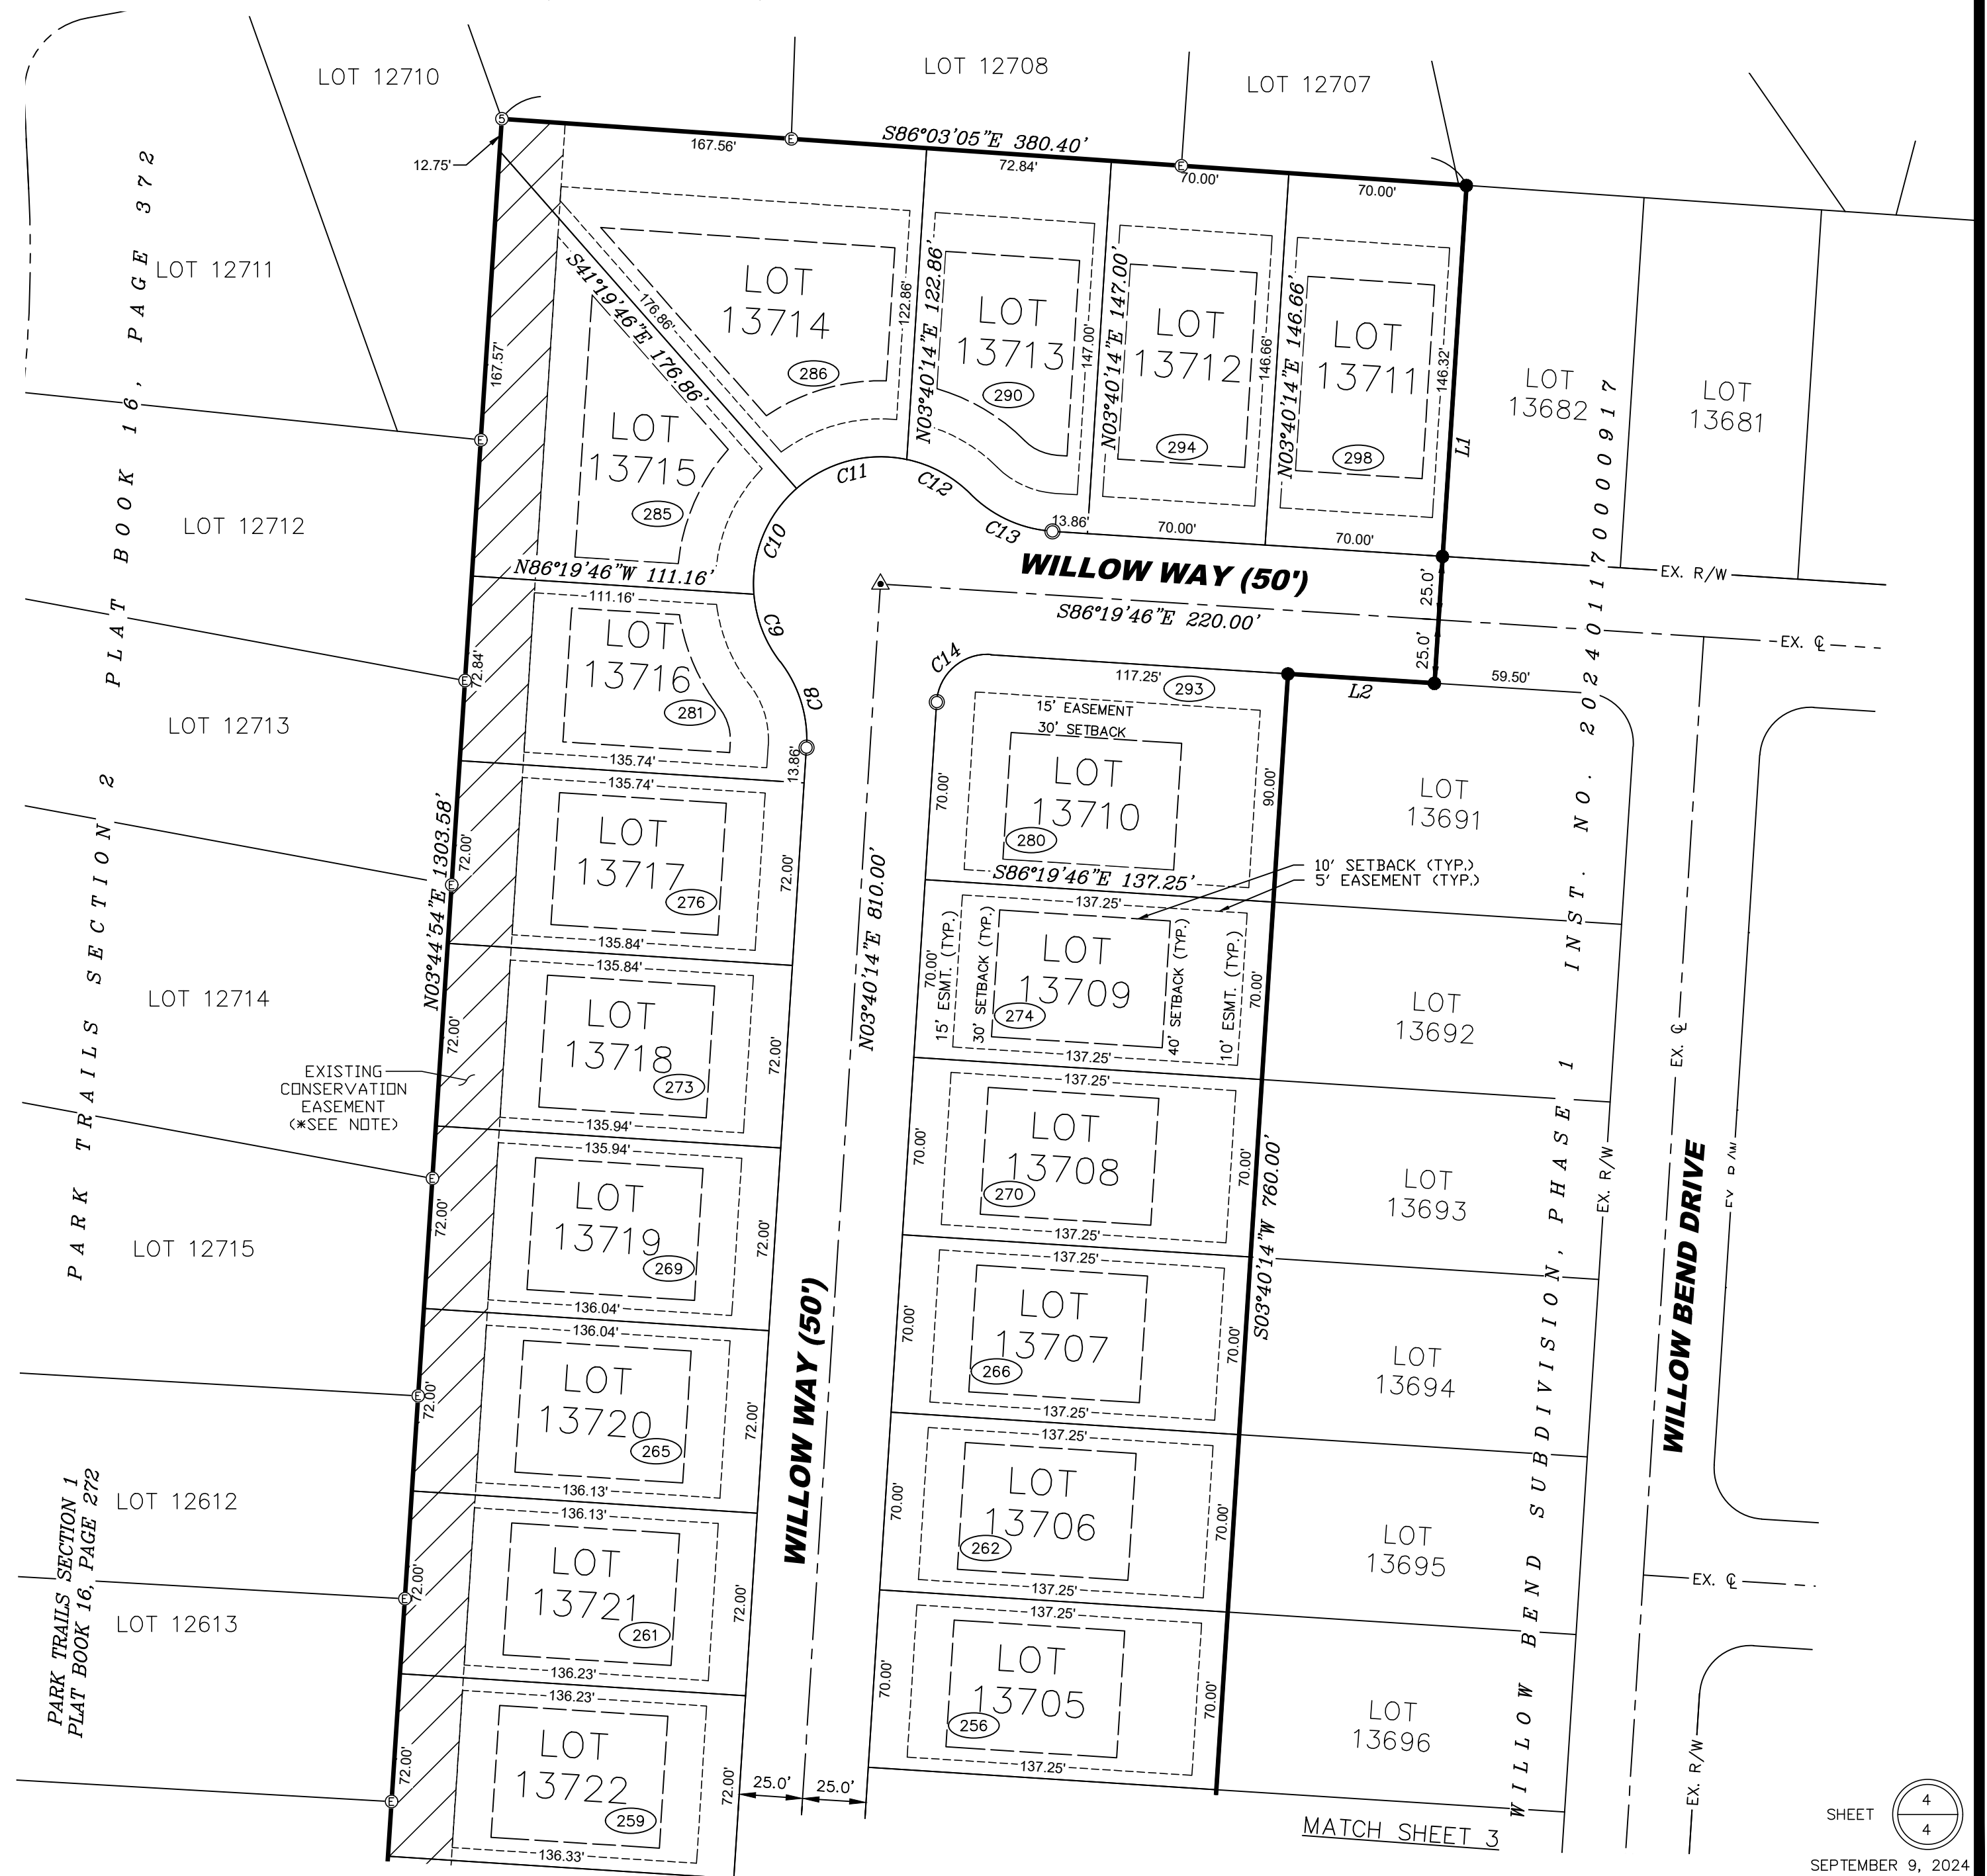 LOT 12710
LOT 12708
LOT 12707
5
E
E
S86°03'05"E 380.40'
12.75'
167.56'
72.84'
70.00'
70.00'
PARK TRAILS SECTION 2 PLAT BOOK 16, PAGE 372
LOT 12711
LOT 12712
LOT 12713
LOT 12714
LOT 12715
LOT 12612
LOT 12613
PARK TRAILS SECTION 1
PLAT BOOK 16, PAGE 272
EXISTING
CONSERVATION
EASEMENT
(*SEE NOTE)
N03°44'54"E 1303.58'
167.57'
E
72.84'
E
72.00'
E
72.00'
E
72.00'
72.00'
E
72.00'
E
72.00'
E
S41°19'46"E 176.86'
176.86'
LOT
13714
286
122.86'
N03°40'14"E 122.86'
LOT
13713
290
147.00'
N03°40'14"E 147.00'
LOT
13712
294
146.66'
N03°40'14"E 146.66'
LOT
13711
298
146.32'
L1
LOT
13682
LOT
13681
LOT
13715
285
C11
C12
C10
C13
C9
C8
C14
13.86'
70.00'
70.00'
WILLOW WAY (50')
S86°19'46"E 220.00'
25.0'
25.0'
EX. R/W
EX. ℄
59.50'
L2
N86°19'46"W 111.16'
111.16'
LOT
13716
281
135.74'
13.86'
135.74'
LOT
13717
276
72.00'
135.84'
135.84'
LOT
13718
273
72.00'
135.94'
135.94'
LOT
13719
269
72.00'
136.04'
136.04'
LOT
13720
265
72.00'
136.13'
136.13'
LOT
13721
261
72.00'
136.23'
136.23'
LOT
13722
259
72.00'
136.33'
N03°40'14"E 810.00'
WILLOW WAY (50')
25.0'
25.0'
117.25'
293
15' EASEMENT
30' SETBACK
LOT
13710
280
70.00'
90.00'
S86°19'46"E 137.25'
137.25'
10' SETBACK (TYP.)
5' EASEMENT (TYP.)
70.00'
15' ESMT. (TYP.)
30' SETBACK (TYP.)
LOT
13709
274
40' SETBACK (TYP.)
10' ESMT. (TYP.)
70.00'
137.25'
137.25'
LOT
13708
270
70.00'
70.00'
137.25'
137.25'
LOT
13707
266
70.00'
70.00'
137.25'
137.25'
LOT
13706
262
70.00'
70.00'
137.25'
137.25'
LOT
13705
256
70.00'
70.00'
137.25'
S03°40'14"W 760.00'
LOT
13691
LOT
13692
LOT
13693
LOT
13694
LOT
13695
LOT
13696
WILLOW BEND SUBDIVISION, PHASE 1 INST. NO. 202401170000917
EX. R/W
EX. ℄
WILLOW BEND DRIVE
EX. R/W
EX. ℄
EX. R/W
MATCH SHEET 3
SHEET
4
4
SEPTEMBER 9, 2024